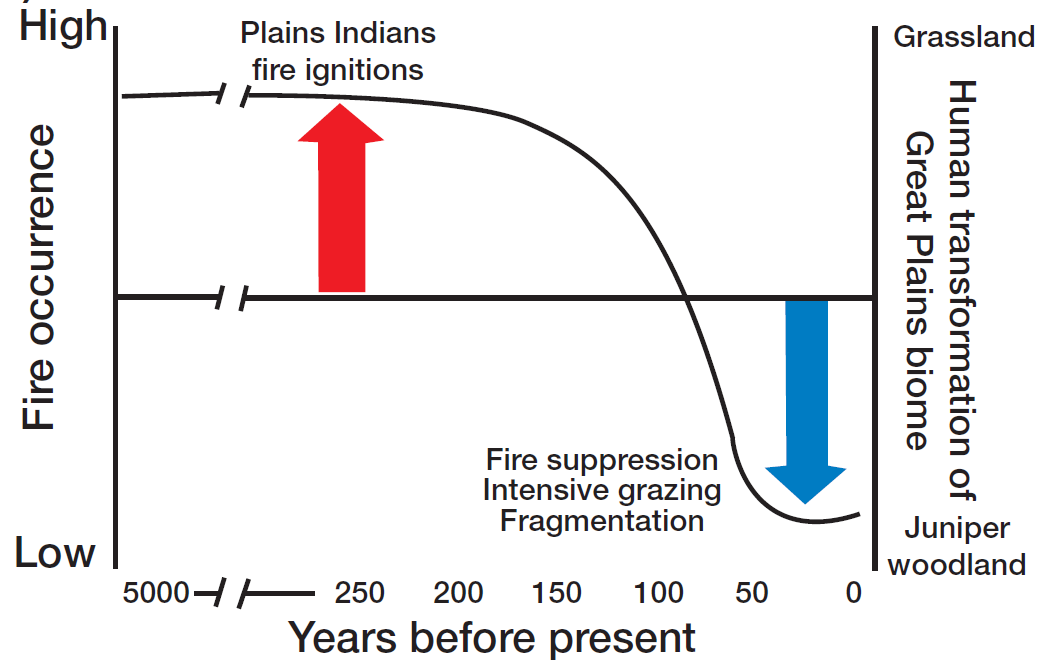 High
Plains Indians
fire ignitions
Grassland
Fire occurrence
Human transformation of
Great Plains biome
Fire suppression
Intensive grazing
Fragmentation
Low
Juniper
woodland
5000 250 200 150 100 50 0
Years before present